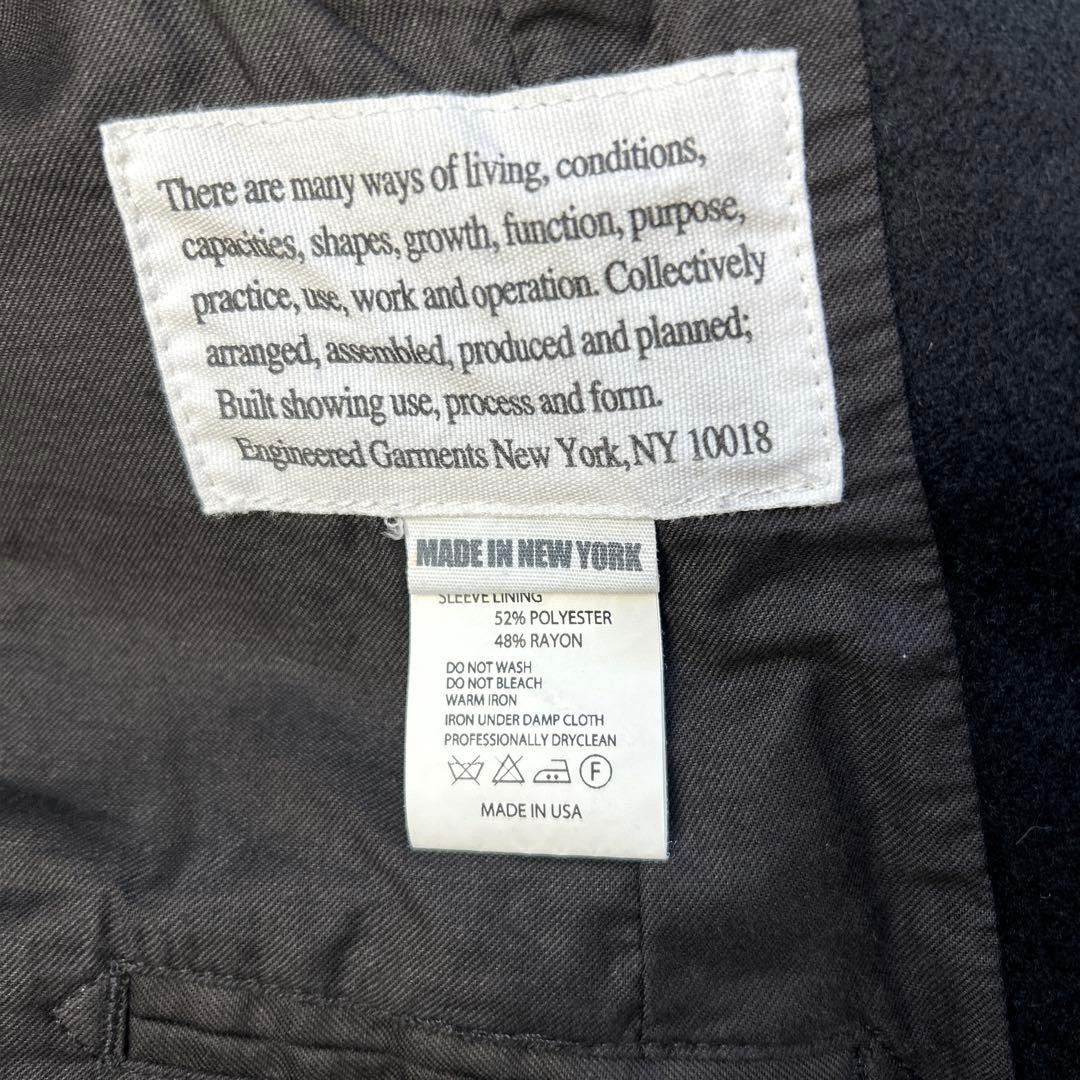 There are many ways of living, conditions,
capacities, shapes, growth, function, purpose,
practice, use, work and operation. Collectively
arranged, assembled, produced and planned;
Built showing use, process and form.
Engineered Garments New York, NY 10018
MADE IN NEW YORK
SLEEVE LINING
52% POLYESTER
48% RAYON
DO NOT WASH
DO NOT BLEACH
WARM IRON
IRON UNDER DAMP CLOTH
PROFESSIONALLY DRYCLEAN
F
MADE IN USA